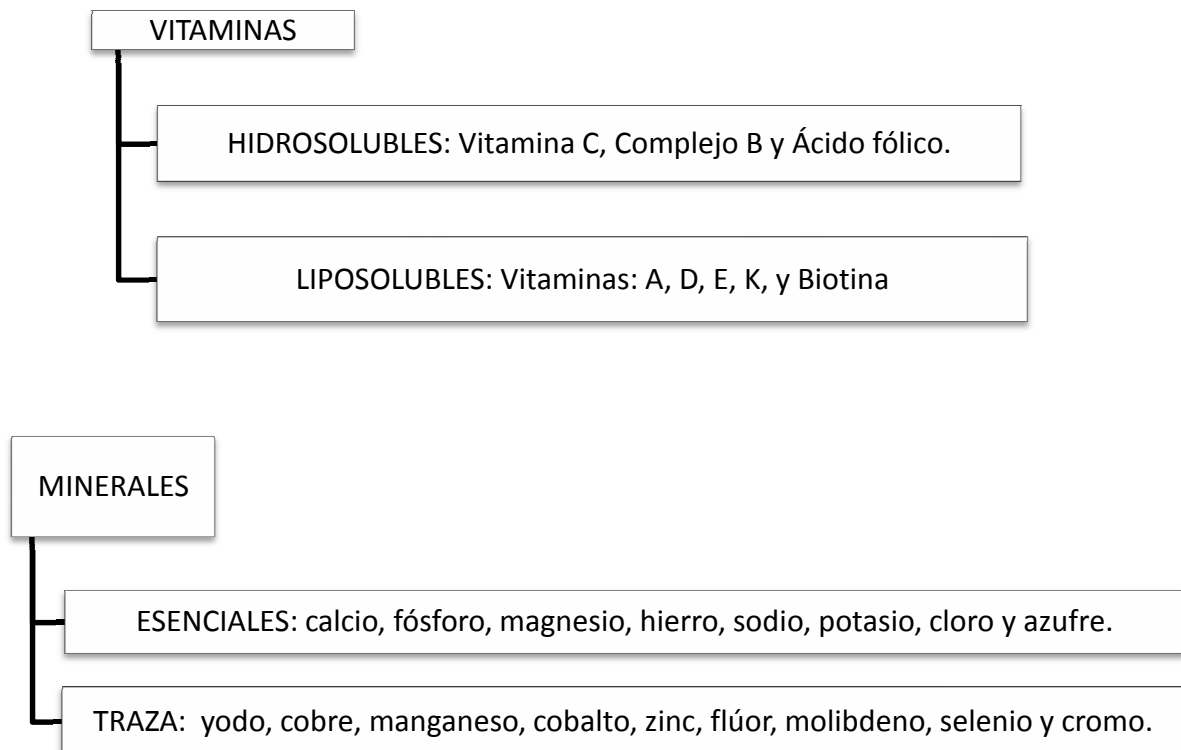 VITAMINAS
HIDROSOLUBLES: Vitamina C, Complejo B y Ácido fólico.
LIPOSOLUBLES: Vitaminas: A, D, E, K, y Biotina
MINERALES
ESENCIALES: calcio, fósforo, magnesio, hierro, sodio, potasio, cloro y azufre.
TRAZA: yodo, cobre, manganeso, cobalto, zinc, flúor, molibdeno, selenio y cromo.